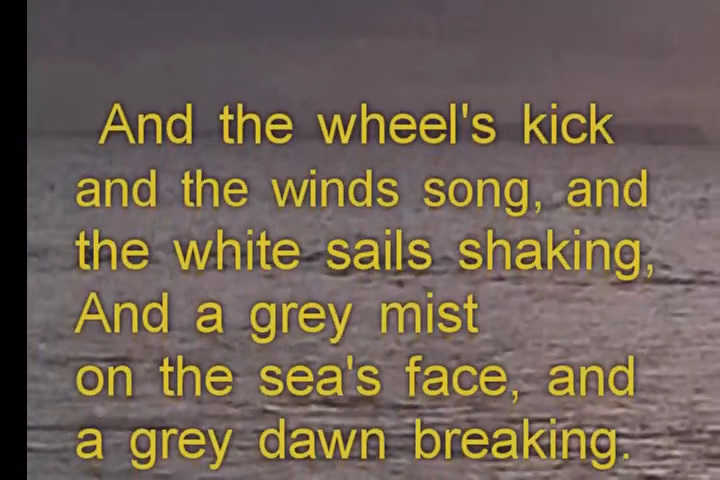 And the wheel's kick
and the winds song, and
the white sails shaking,
And a grey mist
on the sea's face, and
a grey dawn breaking.